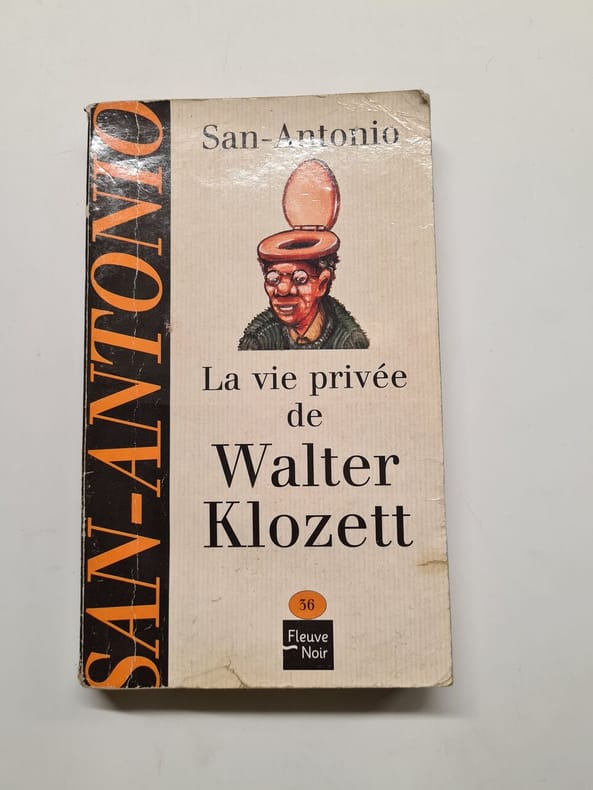 SAN-ANTONIO
San-Antonio
La vie privée
de
Walter
Klozett
36
Fleuve
Noir